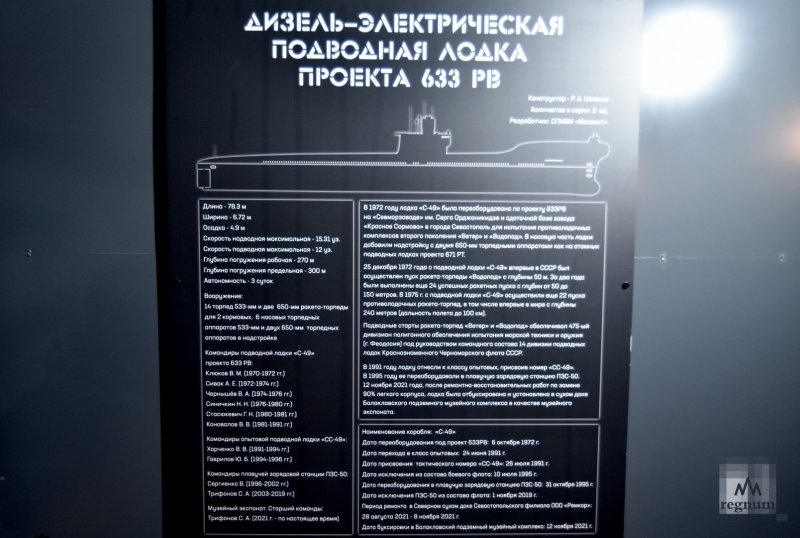 ДИЗЕЛЬ-ЭЛЕКТРИЧЕСКАЯ
ПОДВОДНАЯ ЛОДКА
ПРОЕКТА 633 РВ
Конструктор - Р. А. Шмаков
Количество в серии: 2 ед.
Разработчик: СПМБМ «Малахит»
Длина - 78.3 м
Ширина - 6.72 м
Осадка - 4.9 м
Скорость надводная максимальная - 15.31 уз.
Скорость подводная максимальная - 12 уз.
Глубина погружения рабочая - 270 м
Глубина погружения предельная - 300 м
Автономность - 3 суток
Вооружение:
14 торпед 533-мм и две 650-мм ракето-торпеды
для 2 кормовых, 6 носовых торпедных
аппаратов 533-мм и двух 650-мм торпедных
аппаратов в надстройке
Командиры подводной лодки «С-49»
проекта 633 РВ:
Клюков В. М. (1970-1972 гг.)
Сивак А. Е. (1972-1974 гг.)
Чернышёв В. А. (1974-1976 гг.)
Синичкин Н. Н. (1976-1980 гг.)
Стасюкевич Г. Н. (1980-1981 гг.)
Коновалов В. В. (1981-1991 гг.)
Командиры опытовой подводной лодки «СС-49»:
Харченко В. В. (1991-1994 гг.)
Гаврилов Ю. Б. (1994-1996 гг.)
Командиры плавучей зарядовой станции ПЗС-50:
Сергиенко В. (1996-2002 гг.)
Трифонов С. А. (2003-2019 гг.)
Музейный экспонат. Старший команды:
Трифонов С. А. (2021 г. - по настоящее время)
В 1972 году лодка «С-49» была переоборудована по проекту 633РВ
на «Севморзаводе» им. Серго Орджоникидзе и сдаточной базе завода
«Красное Сормово» в городе Севастополе для испытания противолодочных
комплексов второго поколения «Ветер» и «Водопад». В носовую часть лодки
добавили надстройку с двумя 650-мм торпедными аппаратами как на атомных
подводных лодках проекта 671 РТ.
25 декабря 1972 года с подводной лодки «С-49» впервые в СССР был
осуществлен пуск ракето-торпеды «Водопад» с глубины 50 м. За два года
были выполнены еще 24 успешных ракетных пуска с глубин от 50 до
150 метров. В 1975 г. с подводной лодки «С-49» осуществили еще 22 пуска
противолодочных ракето-торпед, в том числе впервые в мире с глубины
240 метров (дальность полета до 100 км).
Подводные старты ракето-торпед «Ветер» и «Водопад» обеспечивал 475-ый
дивизион полигонного обеспечения испытания морской техники и оружия
(г. Феодосия) под руководством командного состава 14 дивизии подводных
лодок Краснознаменного Черноморского флота СССР.
В 1991 году лодку отнесли к классу опытовых, присвоив номер «СС-49».
В 1995 году ее переоборудовали в плавучую зарядовую станцию ПЗС-50.
12 ноября 2021 года, после ремонтно-восстановительных работ по замене
90% легкого корпуса, лодка была отбуксирована и установлена в сухом доке
Балаклавского подземного музейного комплекса в качестве музейного
экспоната.
Наименование корабля: «С-49»
Дата переоборудования под проект 633РВ: 6 октября 1972 г.
Дата перехода в класс опытовых: 24 июня 1991 г.
Дата присвоения тактического номера «СС-49»: 26 июля 1991 г.
Дата исключения из состава боевого флота: 10 июля 1995 г.
Дата переоборудования в плавучую зарядовую станцию ПЗС-50: 31 октября 1995 г.
Дата исключения ПЗС-50 из состава флота: 1 ноября 2019 г.
Период ремонта в Северном сухом доке Севастопольского филиала ООО «Ремкор»:
28 августа 2021 - 8 ноября 2021 г.
Дата буксировки в Балаклавский подземный музейный комплекс: 12 ноября 2021 г.
regnum